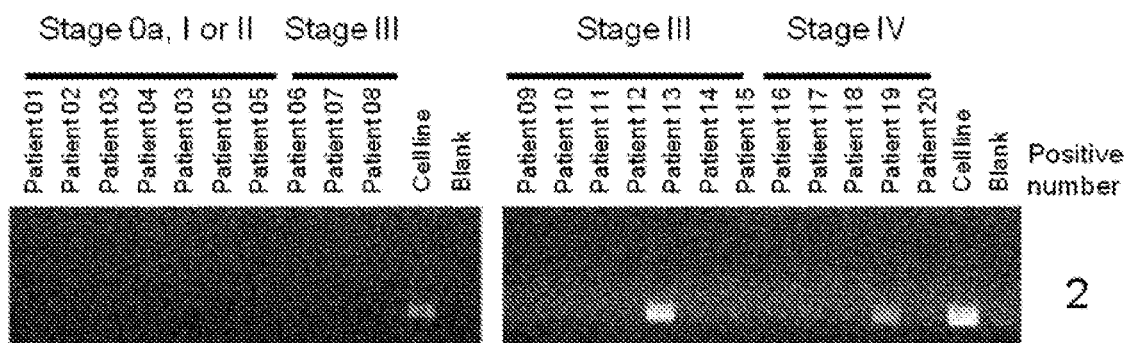 Stage 0a, I or II
Stage III
Stage III
Stage IV
Patient 01
Patient 02
Patient 03
Patient 04
Patient 03
Patient 05
Patient 05
Patient 06
Patient 07
Patient 08
Cell line
Blank
Patient 09
Patient 10
Patient 11
Patient 12
Patient 13
Patient 14
Patient 15
Patient 16
Patient 17
Patient 18
Patient 19
Patient 20
Cell line
Blank
Positive
number
2